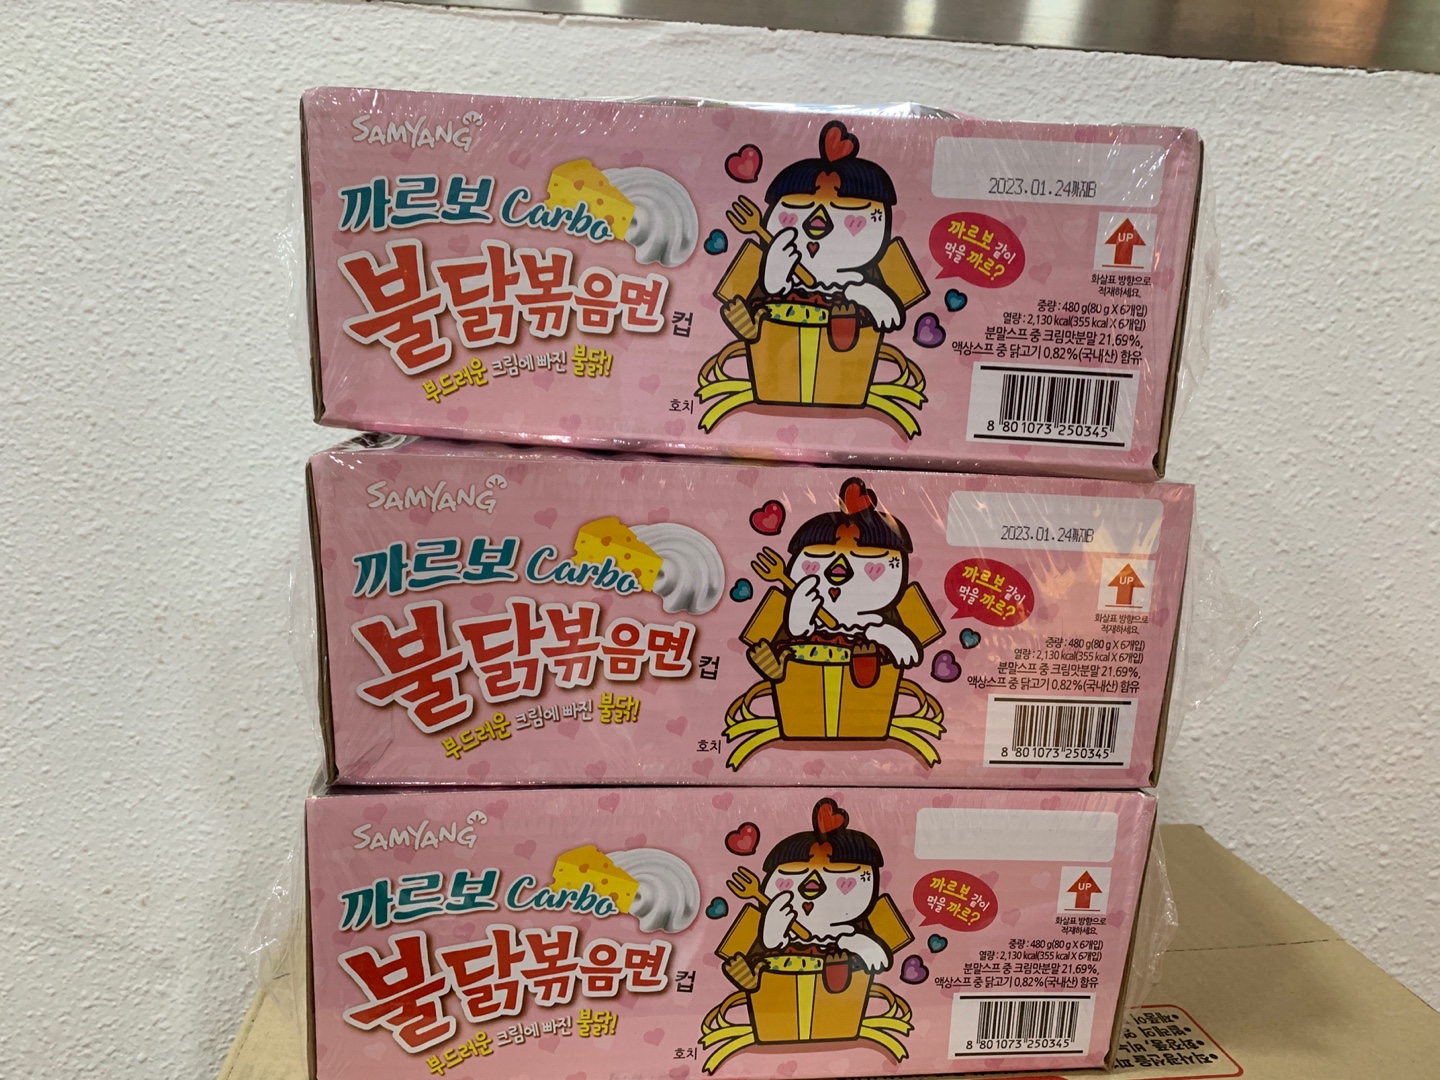 SAMYANG
까르보 Carbo
불닭볶음면 컵
부드러운 크림에 빠진 불닭!
호치
2023.01.24까지B
까르보 같이
먹을 까르?
UP
화살표 방향으로
적재하세요.
중량 : 480 g(80 g X 6개입)
열량 : 2,130 kcal(355 kcal X 6개입)
분말스프 중 크림맛분말 21.69%,
액상스프 중 닭고기 0.82%(국내산) 함유
8 801073 250345
SAMYANG
까르보 Carbo
불닭볶음면 컵
부드러운 크림에 빠진 불닭!
호치
2023.01.24까지B
까르보 같이
먹을 까르?
UP
화살표 방향으로
적재하세요.
중량 : 480 g(80 g X 6개입)
열량 : 2,130 kcal(355 kcal X 6개입)
분말스프 중 크림맛분말 21.69%,
액상스프 중 닭고기 0.82%(국내산) 함유
8 801073 250345
SAMYANG
까르보 Carbo
불닭볶음면 컵
부드러운 크림에 빠진 불닭!
호치
까르보 같이
먹을 까르?
UP
화살표 방향으로
적재하세요.
중량 : 480 g(80 g X 6개입)
열량 : 2,130 kcal(355 kcal X 6개입)
분말스프 중 크림맛분말 21.69%,
액상스프 중 닭고기 0.82%(국내산) 함유
8 801073 250345